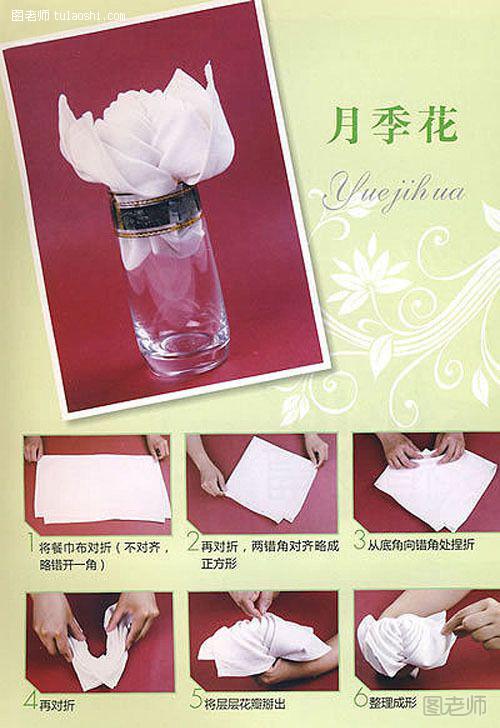 图老师 tulaoshi.com
月季花
Yuejihua
1 将餐巾布对折（不对齐，
略错开一角）
2 再对折，两错角对齐略成
正方形
3 从底角向错角处捏折
4 再对折
5 将层层花瓣掰出
6 整理成形
图老师